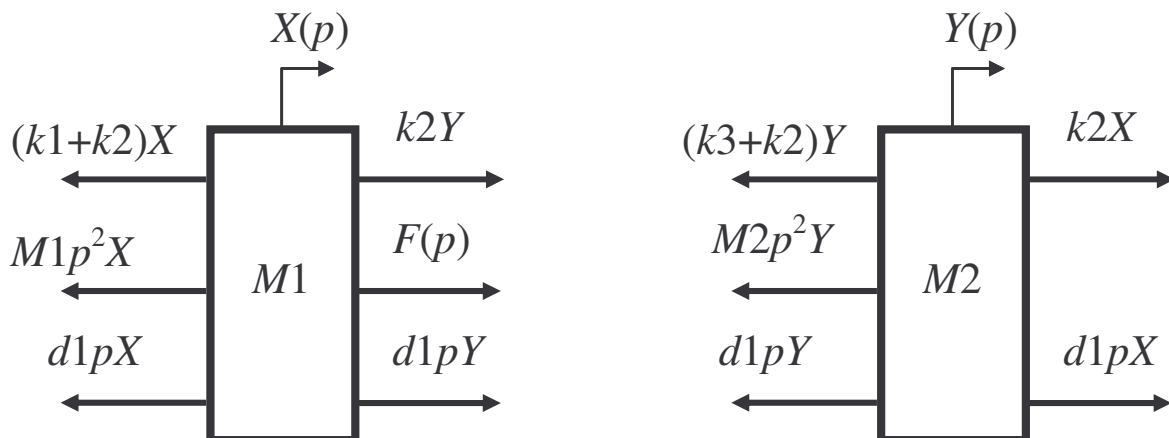 X(p) Y(p)
(k1+k2)X k2Y (k3+k2)Y k2X
M1p²X M1 F(p) M2p²Y M2
d1pX d1pY d1pY d1pX